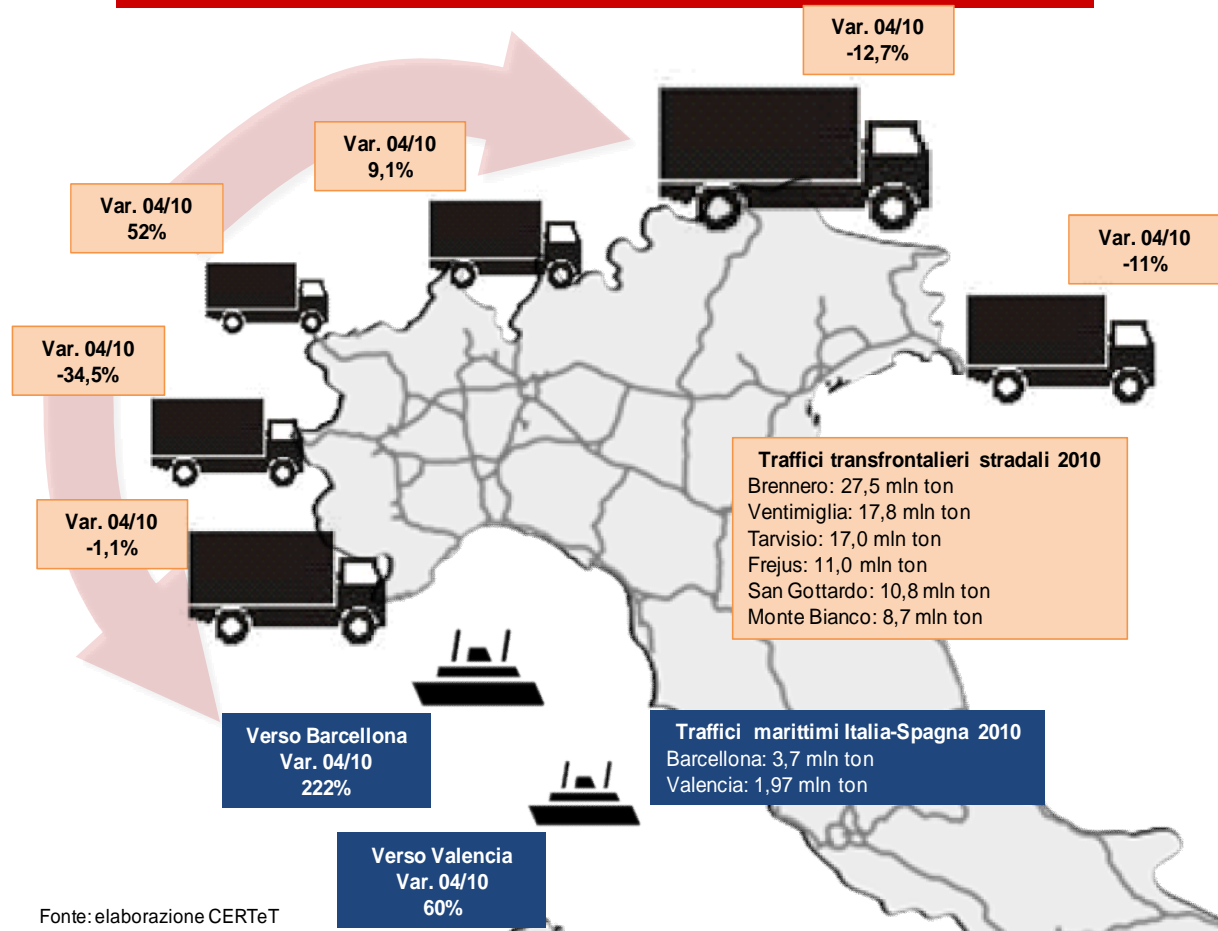 Var. 04/10
-12,7%
Var. 04/10
9,1%
Var. 04/10
52%
Var. 04/10
-11%
Var. 04/10
-34,5%
Var. 04/10
-1,1%
Traffici transfrontalieri stradali 2010
Brennero: 27,5 mln ton
Ventimiglia: 17,8 mln ton
Tarvisio: 17,0 mln ton
Frejus: 11,0 mln ton
San Gottardo: 10,8 mln ton
Monte Bianco: 8,7 mln ton
Verso Barcellona
Var. 04/10
222%
Traffici marittimi Italia-Spagna 2010
Barcellona: 3,7 mln ton
Valencia: 1,97 mln ton
Verso Valencia
Var. 04/10
60%
Fonte: elaborazione CERTeT